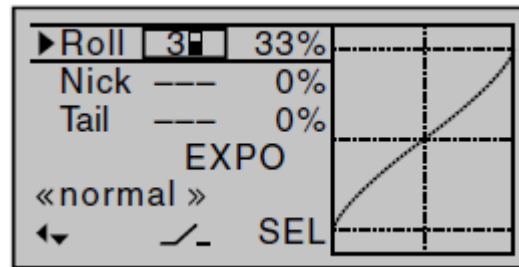 Roll 3 33%
Nick --- 0%
Tail --- 0%
EXPO
«normal »
SEL